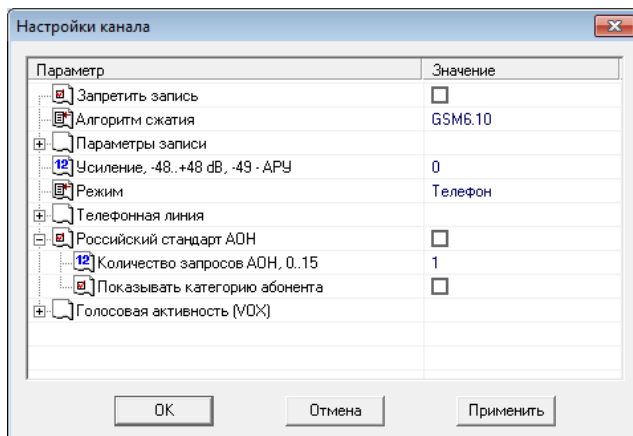 Настройки канала
Параметр Значение
Запретить запись
Алгоритм сжатия GSM6.10
Параметры записи
12 Усиление, -48..+48 dB, -49 - АРУ 0
Режим Телефон
Телефонная линия
Российский стандарт АОН
12 Количество запросов АОН, 0..15 1
Показывать категорию абонента
Голосовая активность (VOX)
OK Отмена Применить